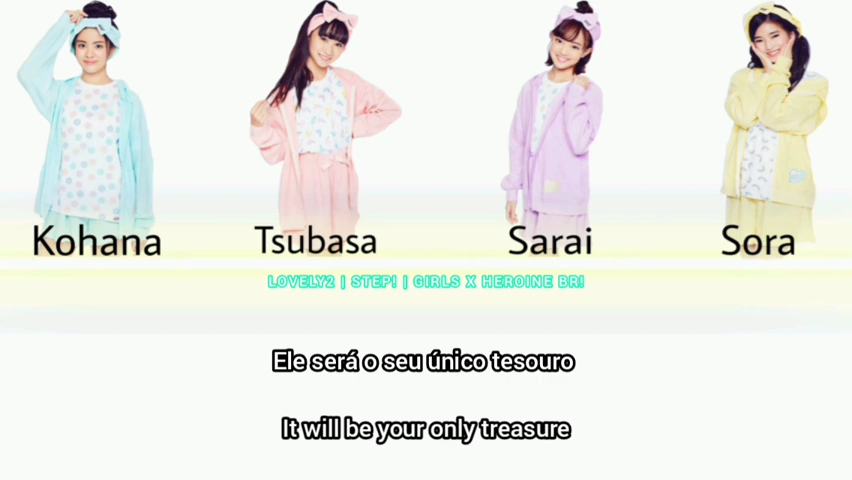 Kohana Tsubasa Sarai Sora
LOVELY2 | STEP! | GIRLS X HEROINE BR!
Ele será o seu único tesouro
It will be your only treasure